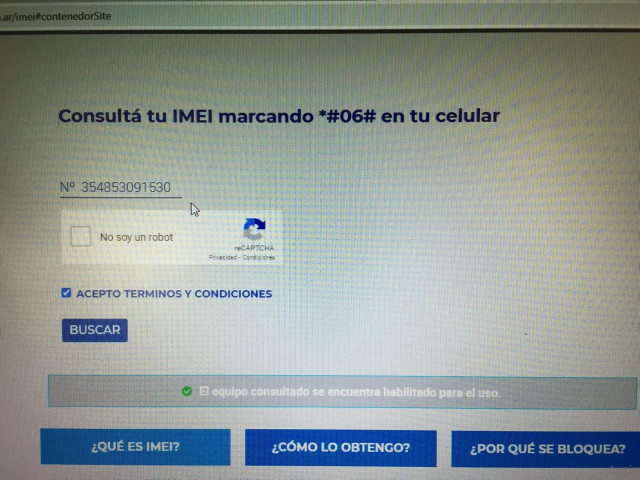 .ar/imei#contenedorSite
Consultá tu IMEI marcando *#06# en tu celular
Nº 354853091530
No soy un robot
reCAPTCHA
Privacidad - Condiciones
ACEPTO TERMINOS Y CONDICIONES
BUSCAR
El equipo consultado se encuentra habilitado para el uso.
¿QUÉ ES IMEI?
¿CÓMO LO OBTENGO?
¿POR QUÉ SE BLOQUEA?